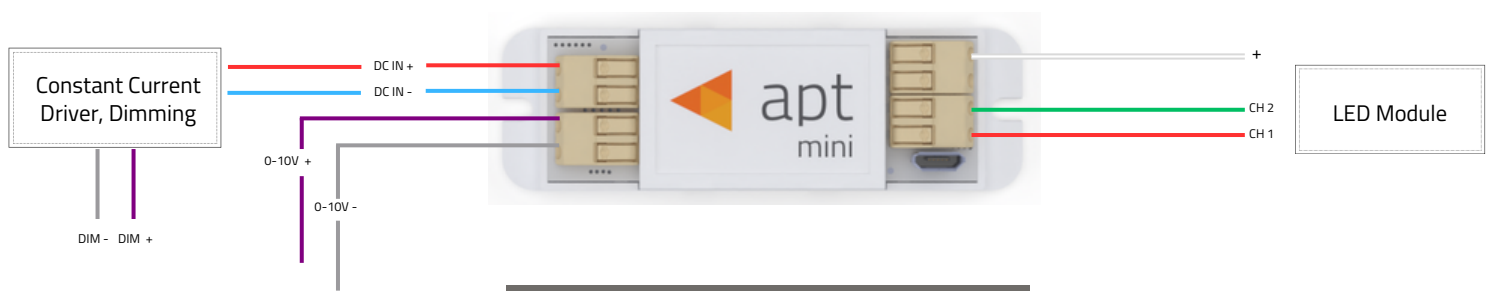 Constant Current
Driver, Dimming
DC IN +
DC IN -
0-10V +
0-10V -
DIM - DIM +
apt
mini
+
CH 2
CH 1
LED Module